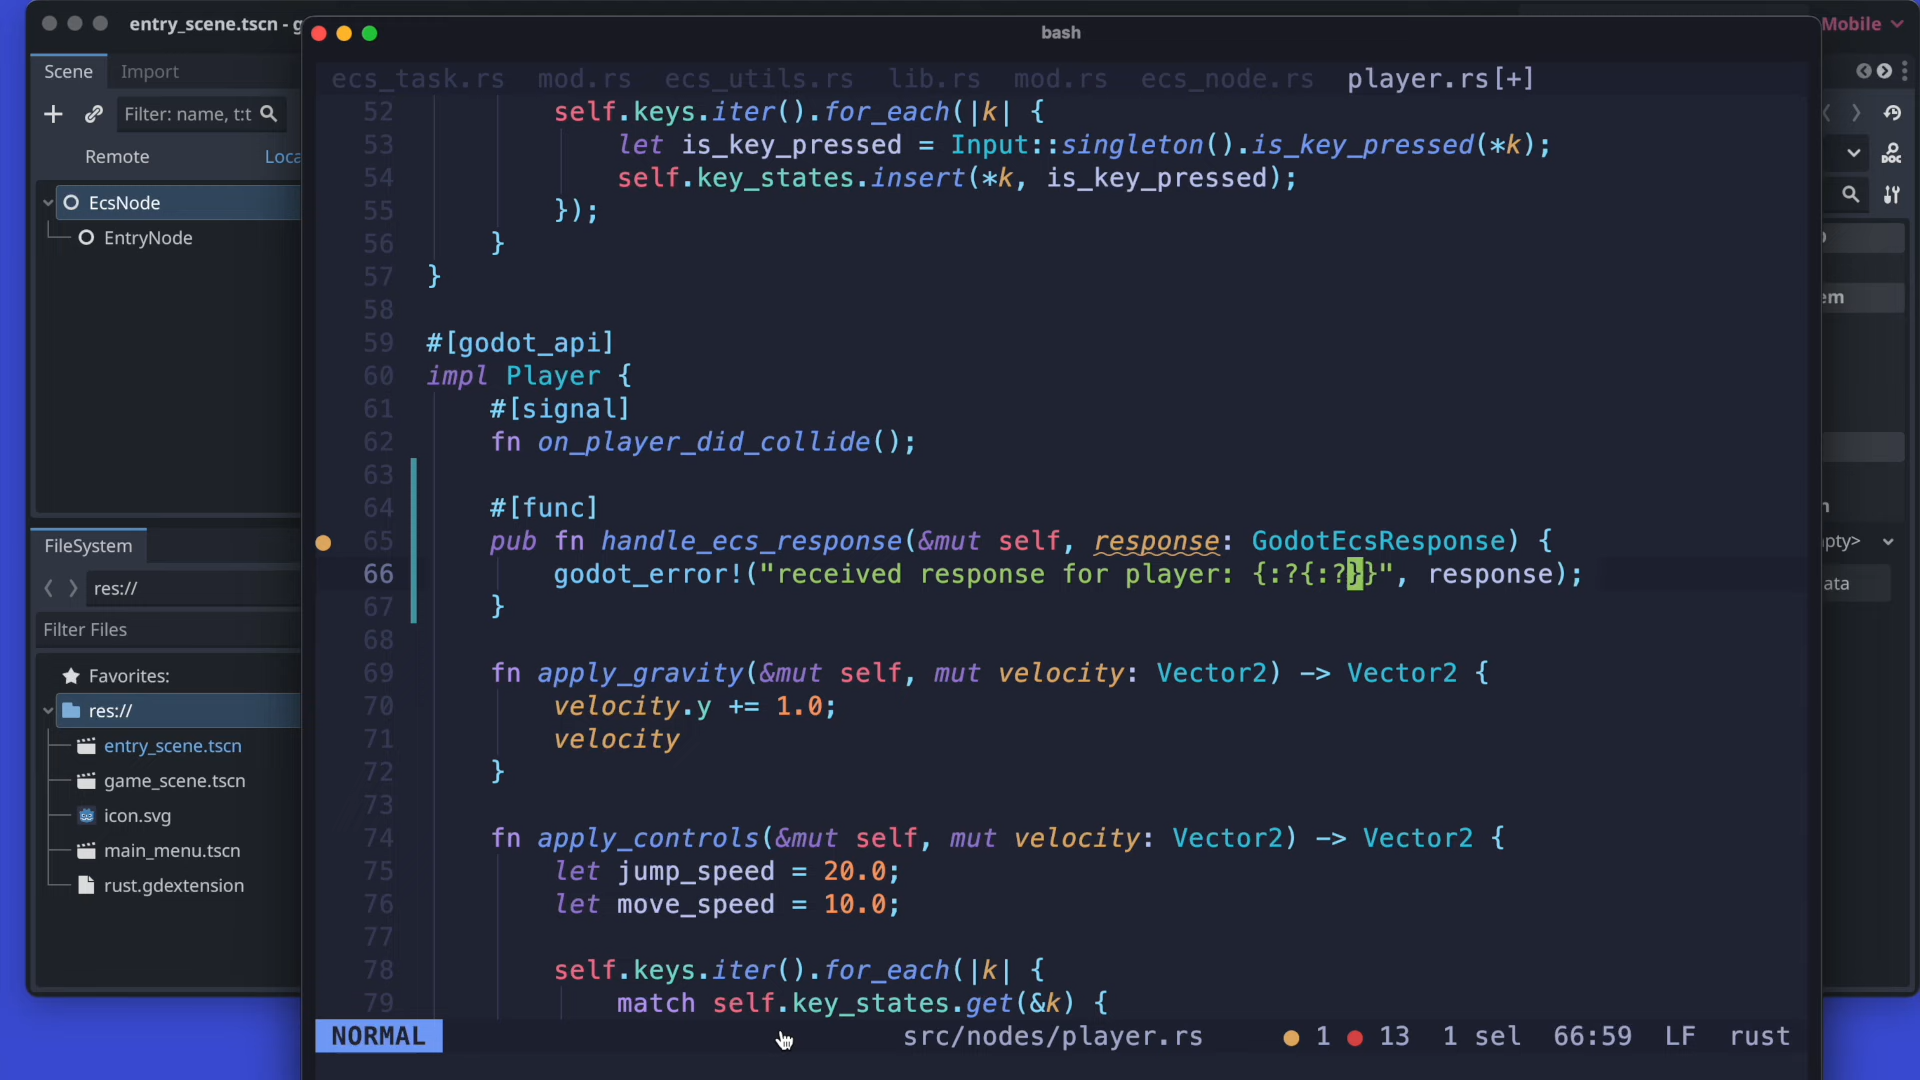 entry_scene.tscn - g
bash
Mobile
Scene
Import
ecs_task.rs mod.rs ecs_utils.rs lib.rs mod.rs ecs_node.rs player.rs[+]
Filter: name, t:t
Remote
Loca
EcsNode
EntryNode
FileSystem
res://
Filter Files
Favorites:
res://
entry_scene.tscn
game_scene.tscn
icon.svg
main_menu.tscn
rust.gdextension
52 self.keys.iter().for_each(|k| {
53 let is_key_pressed = Input::singleton().is_key_pressed(*k);
54 self.key_states.insert(*k, is_key_pressed);
55 });
56 }
57 }
58
59 #[godot_api]
60 impl Player {
61 #[signal]
62 fn on_player_did_collide();
63
64 #[func]
65 pub fn handle_ecs_response(&mut self, response: GodotEcsResponse) {
66 godot_error!("received response for player: {:?{:?}}", response);
67 }
68
69 fn apply_gravity(&mut self, mut velocity: Vector2) -> Vector2 {
70 velocity.y += 1.0;
71 velocity
72 }
73
74 fn apply_controls(&mut self, mut velocity: Vector2) -> Vector2 {
75 let jump_speed = 20.0;
76 let move_speed = 10.0;
77
78 self.keys.iter().for_each(|k| {
79 match self.key_states.get(&k) {
NORMAL src/nodes/player.rs 1 13 1 sel 66:59 LF rust
DOC
em
n
pty>
ata